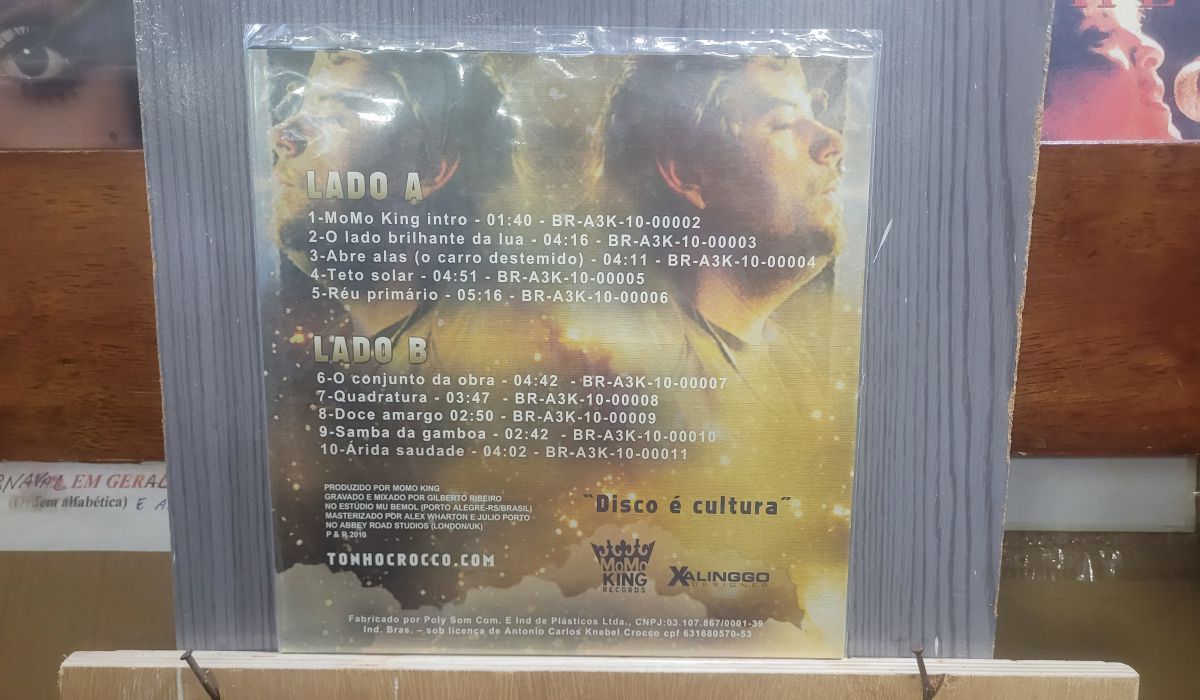 LADO A
1-MoMo King intro - 01:40 - BR-A3K-10-00002
2-O lado brilhante da lua - 04:16 - BR-A3K-10-00003
3-Abre alas (o carro destemido) - 04:11 - BR-A3K-10-00004
4-Teto solar - 04:51 - BR-A3K-10-00005
5-Réu primário - 05:16 - BR-A3K-10-00006
LADO B
6-O conjunto da obra - 04:42 - BR-A3K-10-00007
7-Quadratura - 03:47 - BR-A3K-10-00008
8-Doce amargo 02:50 - BR-A3K-10-00009
9-Samba da gamboa - 02:42 - BR-A3K-10-00010
10-Árida saudade - 04:02 - BR-A3K-10-00011
PRODUZIDO POR MOMO KING
GRAVADO E MIXADO POR GILBERTO RIBEIRO
NO ESTÚDIO MU BEMOL (PORTO ALEGRE-RS/BRASIL)
MASTERIZADO POR ALEX WHARTON E JULIO PORTO
NO ABBEY ROAD STUDIOS (LONDON/UK)
P & R 2010
TONHOCROCCO.COM
"Disco é cultura"
MoMo
KING
RECORDS
XALINGGO
DESIGNER
Fabricado por Poly Som Com. E Ind de Plásticos Ltda., CNPJ:03.107.867/0001-39
Ind. Bras. – sob licença de Antonio Carlos Knebel Crocco cpf 631680570-53
RNAVAL EM GERAL
(Ordem alfabética) E A